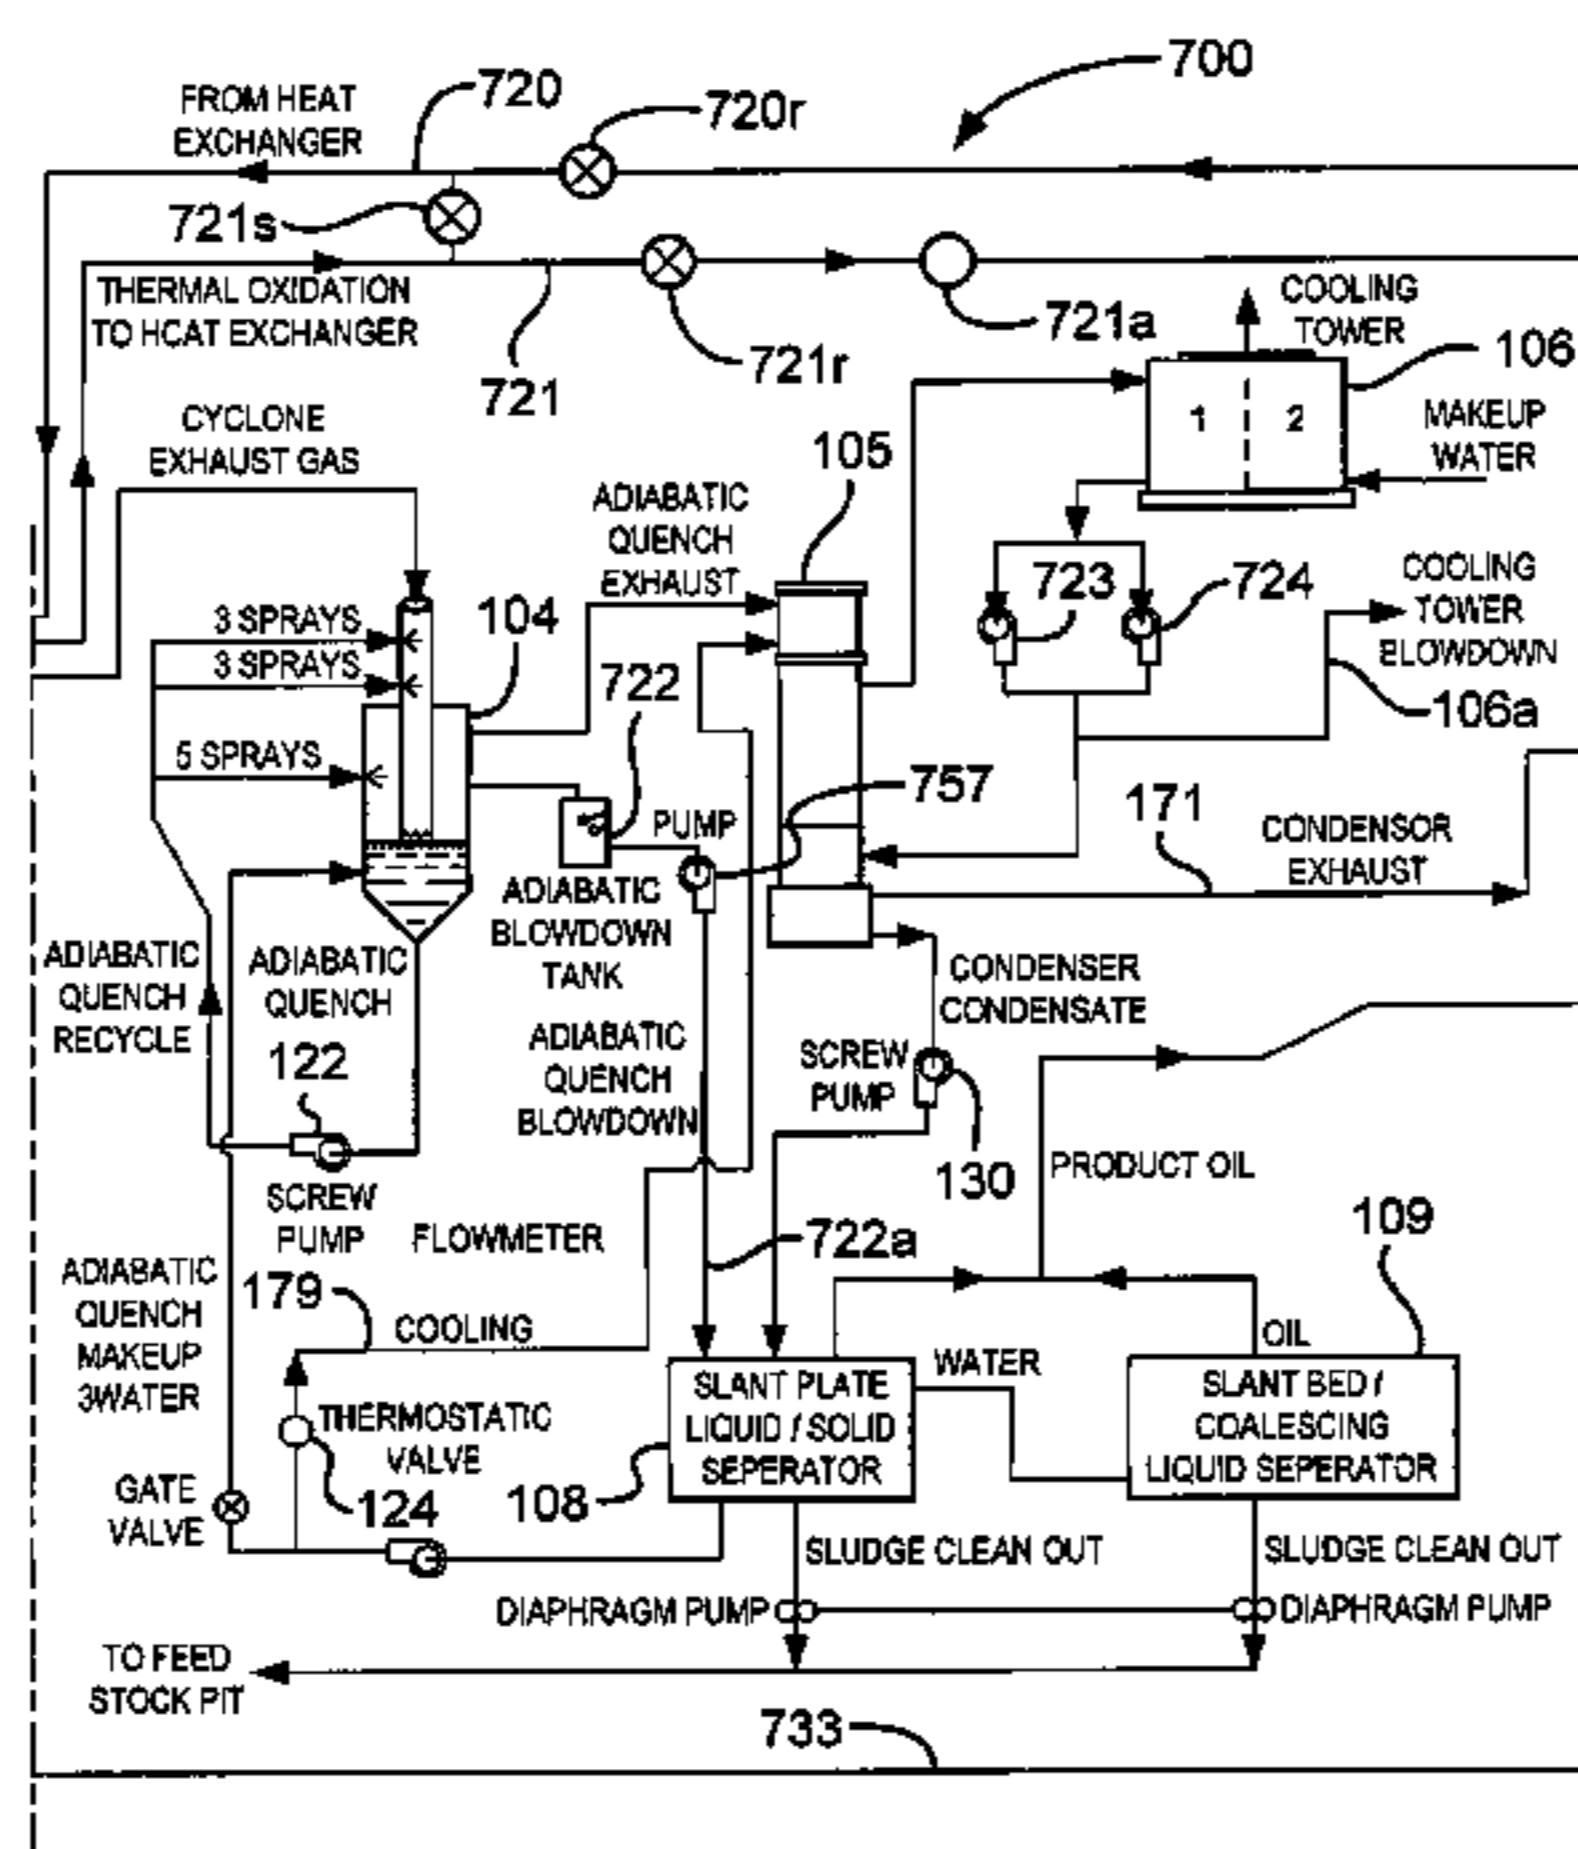 700
720
720r
FROM HEAT
EXCHANGER
721s
THERMAL OXIDATION
TO HCAT EXCHANGER
721
721r
721a
COOLING
TOWER
106
1
2
MAKEUP
WATER
CYCLONE
EXHAUST GAS
105
ADIABATIC
QUENCH
EXHAUST
723
724
COOLING
TOWER
BLOWDOWN
106a
3 SPRAYS
3 SPRAYS
5 SPRAYS
104
722
PUMP
757
171
CONDENSOR
EXHAUST
ADIABATIC
BLOWDOWN
TANK
ADIABATIC
QUENCH
RECYCLE
ADIABATIC
QUENCH
CONDENSER
CONDENSATE
122
ADIABATIC
QUENCH
BLOWDOWN
SCREW
PUMP
130
PRODUCT OIL
SCREW
PUMP
FLOWMETER
722a
109
ADIABATIC
QUENCH
MAKEUP
3WATER
179
COOLING
OIL
WATER
SLANT PLATE
LIQUID / SOLID
SEPERATOR
SLANT BED /
COALESCING
LIQUID SEPERATOR
THERMOSTATIC
VALVE
124
108
GATE
VALVE
SLUDGE CLEAN OUT
SLUDGE CLEAN OUT
DIAPHRAGM PUMP
DIAPHRAGM PUMP
TO FEED
STOCK PIT
733